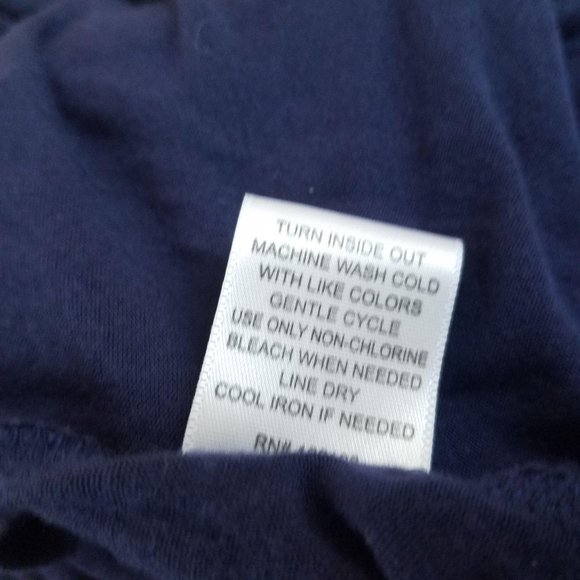 TURN INSIDE OUT
MACHINE WASH COLD
WITH LIKE COLORS
GENTLE CYCLE
USE ONLY NON-CHLORINE
BLEACH WHEN NEEDED
LINE DRY
COOL IRON IF NEEDED
RN#